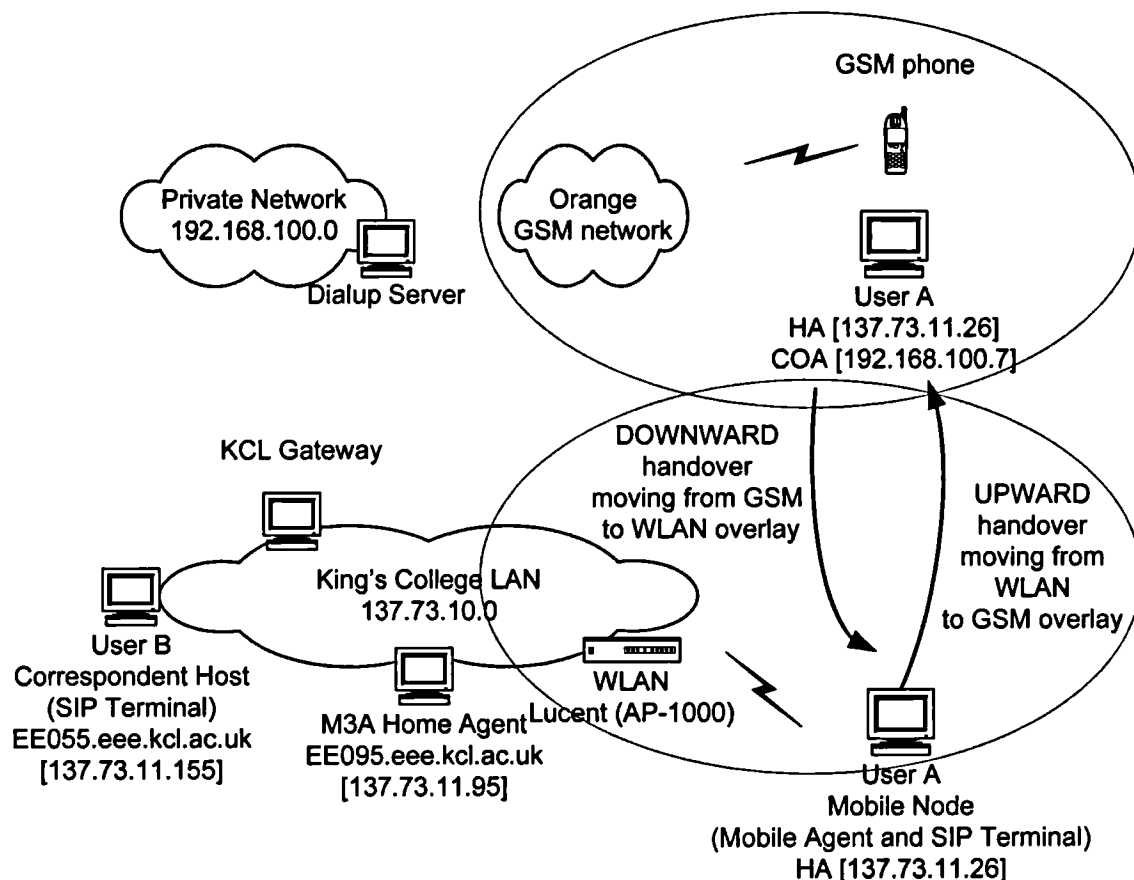 GSM phone
Private Network
192.168.100.0
Dialup Server
Orange
GSM network
User A
HA [137.73.11.26]
COA [192.168.100.7]
DOWNWARD
handover
moving from GSM
to WLAN overlay
UPWARD
handover
moving from
WLAN
to GSM overlay
KCL Gateway
King's College LAN
137.73.10.0
User B
Correspondent Host
(SIP Terminal)
EE055.eee.kcl.ac.uk
[137.73.11.155]
M3A Home Agent
EE095.eee.kcl.ac.uk
[137.73.11.95]
WLAN
Lucent (AP-1000)
User A
Mobile Node
(Mobile Agent and SIP Terminal)
HA [137.73.11.26]